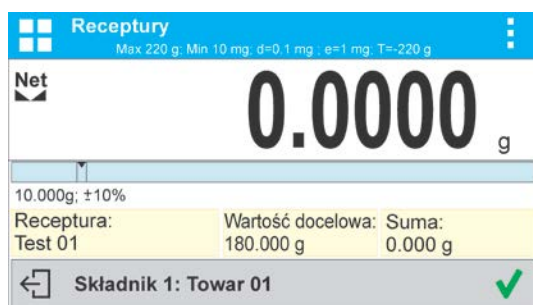 Receptury
Max 220 g; Min 10 mg; d=0.1 mg ; e=1 mg; T=-220 g
Net
0.0000 g
10.000g; ±10%
Receptura: Wartość docelowa: Suma:
Test 01 180.000 g 0.000 g
Składnik 1: Towar 01